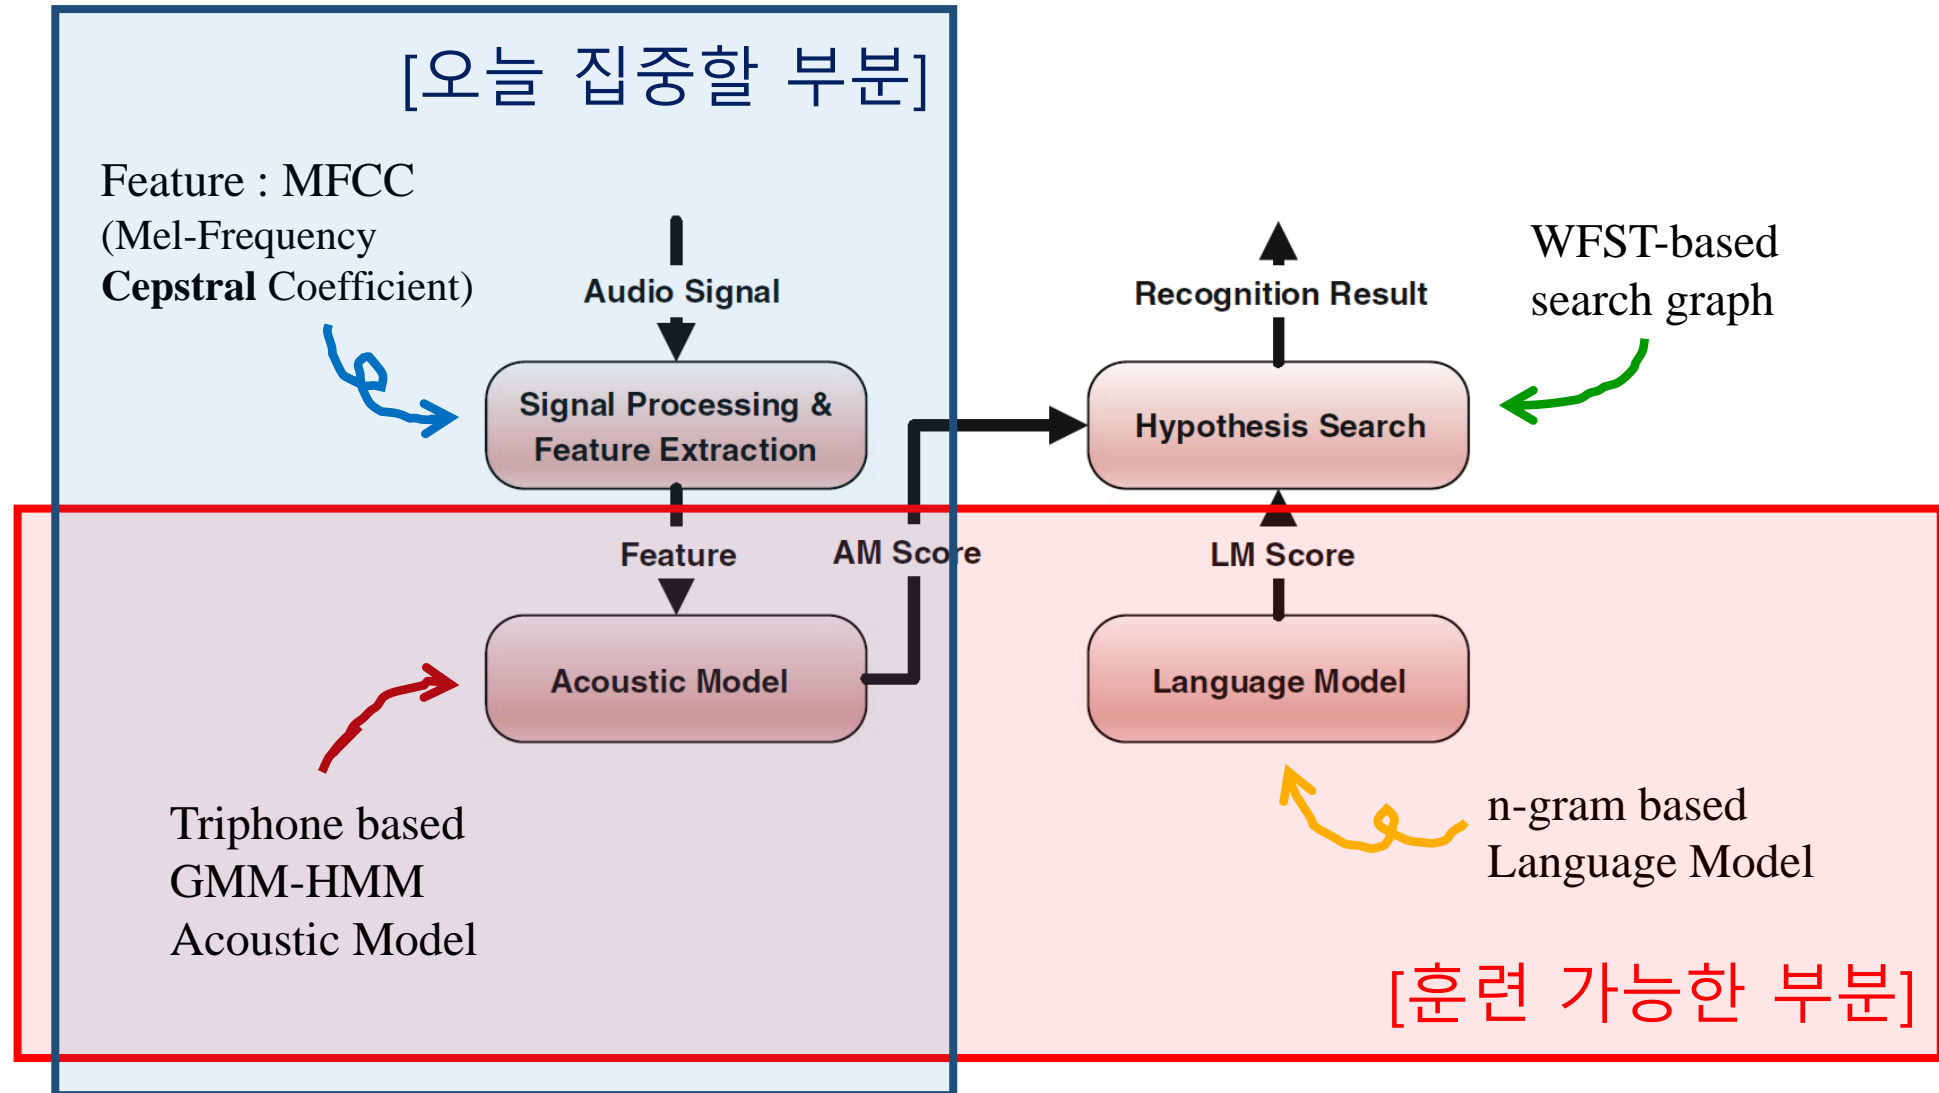 [오늘 집중할 부분]
Feature : MFCC
(Mel-Frequency
Cepstral Coefficient)
Audio Signal
Signal Processing &
Feature Extraction
Feature
AM Score
Acoustic Model
Triphone based
GMM-HMM
Acoustic Model
Recognition Result
WFST-based
search graph
Hypothesis Search
LM Score
Language Model
n-gram based
Language Model
[훈련 가능한 부분]